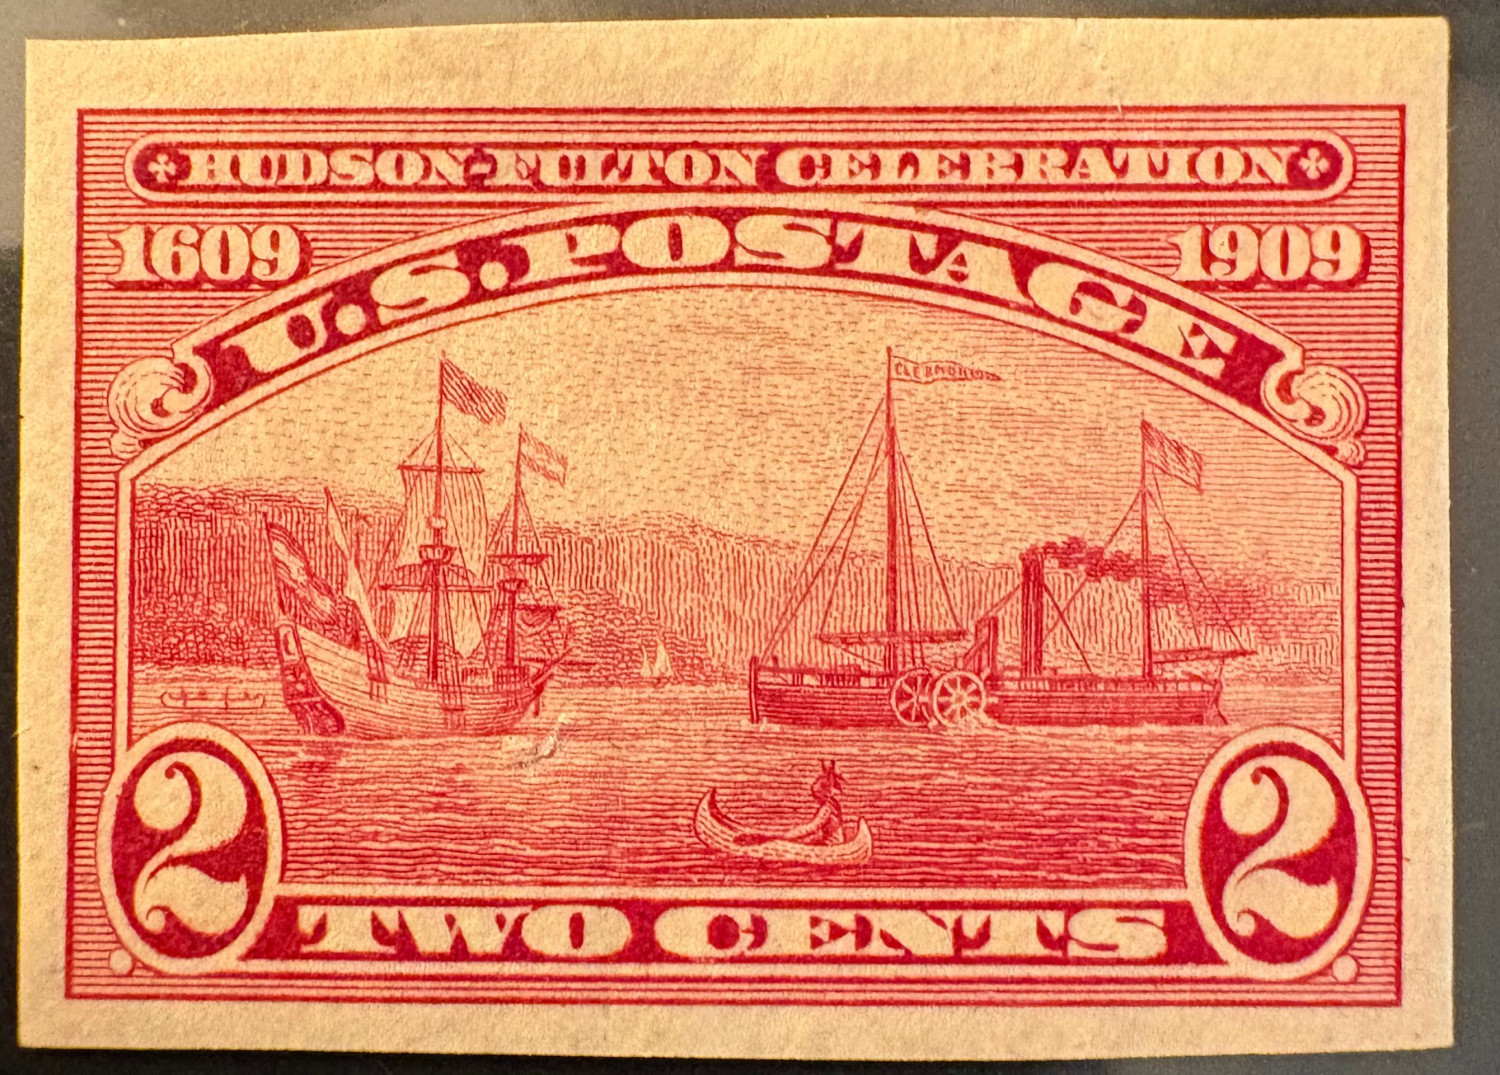 HUDSON-FULTON CELEBRATION
1609 1909
U.S. POSTAGE
CLERMONT
2 2
TWO CENTS